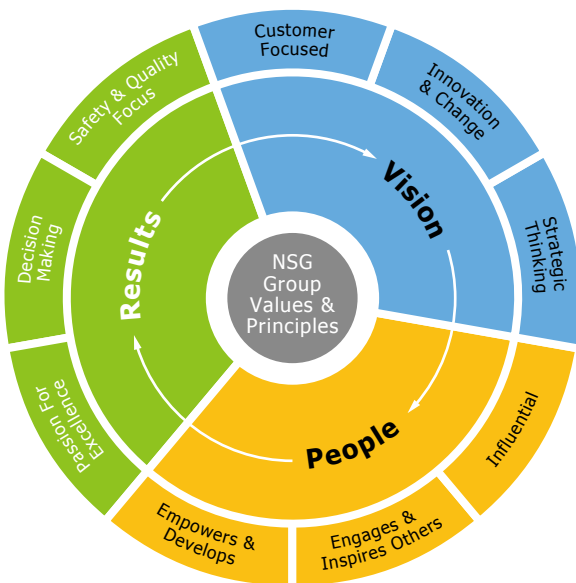 Customer
Focused
Innovation
& Change
Strategic
Thinking
Influential
Engages &
Inspires Others
Empowers &
Develops
Passion For
Excellence
Decision
Making
Safety & Quality
Focus
Vision
People
Results
NSG
Group
Values &
Principles